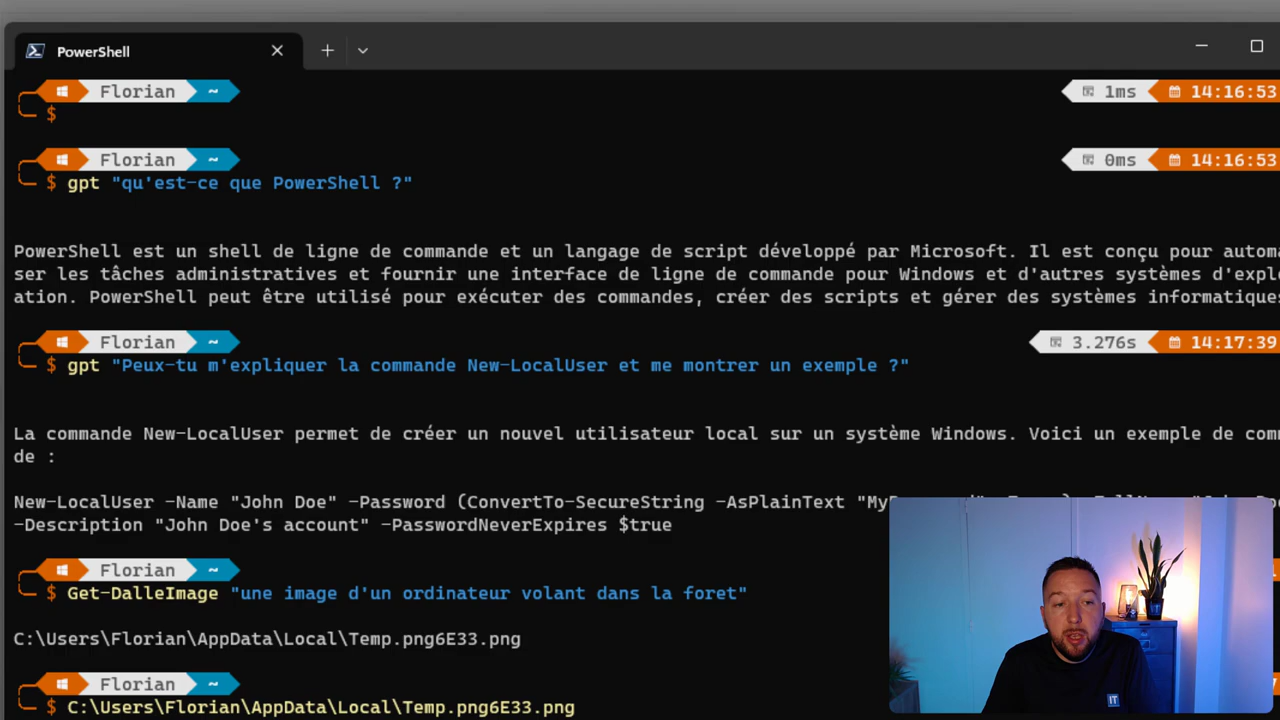 PowerShell
Florian ~ 1ms 14:16:53
$
Florian ~ 0ms 14:16:53
$ gpt "qu'est-ce que PowerShell ?"
PowerShell est un shell de ligne de commande et un langage de script développé par Microsoft. Il est conçu pour automa
ser les tâches administratives et fournir une interface de ligne de commande pour Windows et d'autres systèmes d'explo
ation. PowerShell peut être utilisé pour exécuter des commandes, créer des scripts et gérer des systèmes informatiques
Florian ~ 3.276s 14:17:39
$ gpt "Peux-tu m'expliquer la commande New-LocalUser et me montrer un exemple ?"
La commande New-LocalUser permet de créer un nouvel utilisateur local sur un système Windows. Voici un exemple de com
de :
New-LocalUser -Name "John Doe" -Password (ConvertTo-SecureString -AsPlainText
-Description "John Doe's account" -PasswordNeverExpires $true
Florian ~
$ Get-DalleImage "une image d'un ordinateur volant dans la foret"
C:\Users\Florian\AppData\Local\Temp.png6E33.png
Florian ~
$ C:\Users\Florian\AppData\Local\Temp.png6E33.png
IT